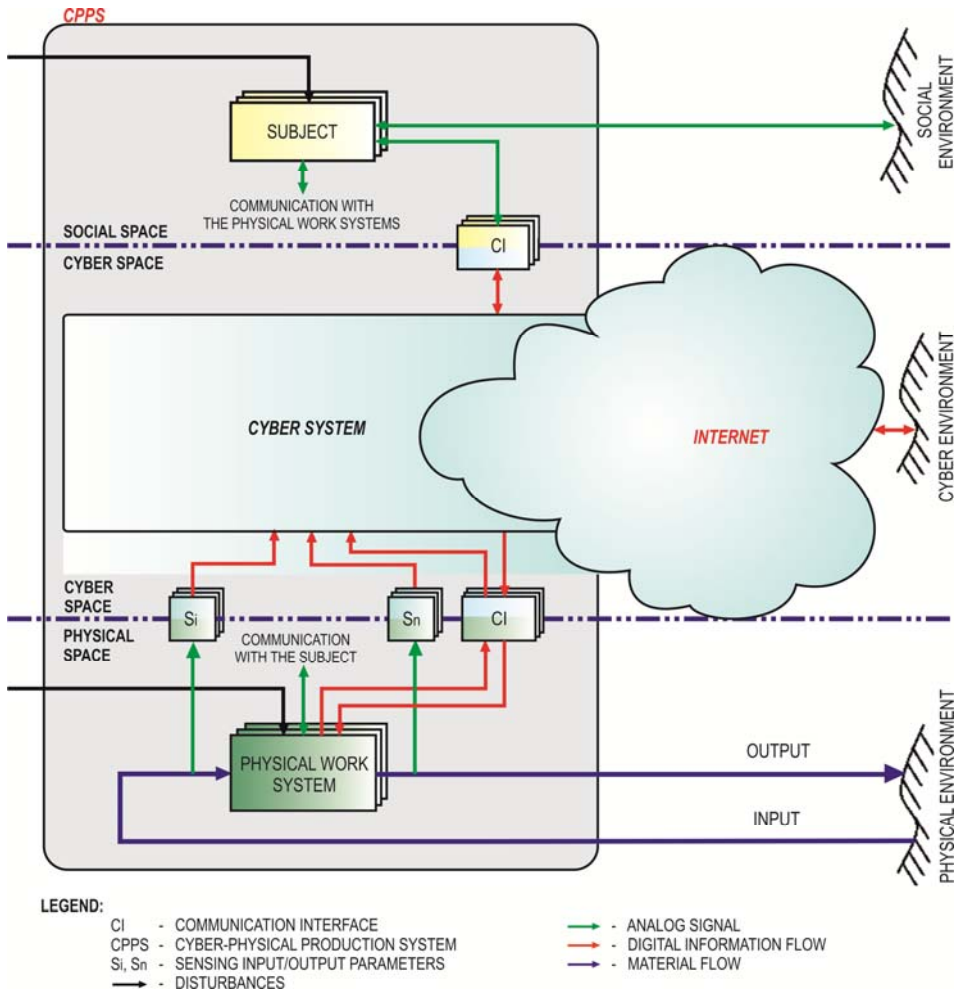 CPPS
SUBJECT
SOCIAL
ENVIRONMENT
COMMUNICATION WITH
THE PHYSICAL WORK SYSTEMS
SOCIAL SPACE
CI
CYBER SPACE
CYBER SYSTEM
INTERNET
CYBER ENVIRONMENT
CYBER
SPACE
Si
Sn
CI
PHYSICAL
SPACE
COMMUNICATION
WITH THE SUBJECT
PHYSICAL WORK
SYSTEM
OUTPUT
INPUT
PHYSICAL ENVIRONMENT
LEGEND:
CI - COMMUNICATION INTERFACE
CPPS - CYBER-PHYSICAL PRODUCTION SYSTEM
Si, Sn - SENSING INPUT/OUTPUT PARAMETERS
- DISTURBANCES
- ANALOG SIGNAL
- DIGITAL INFORMATION FLOW
- MATERIAL FLOW